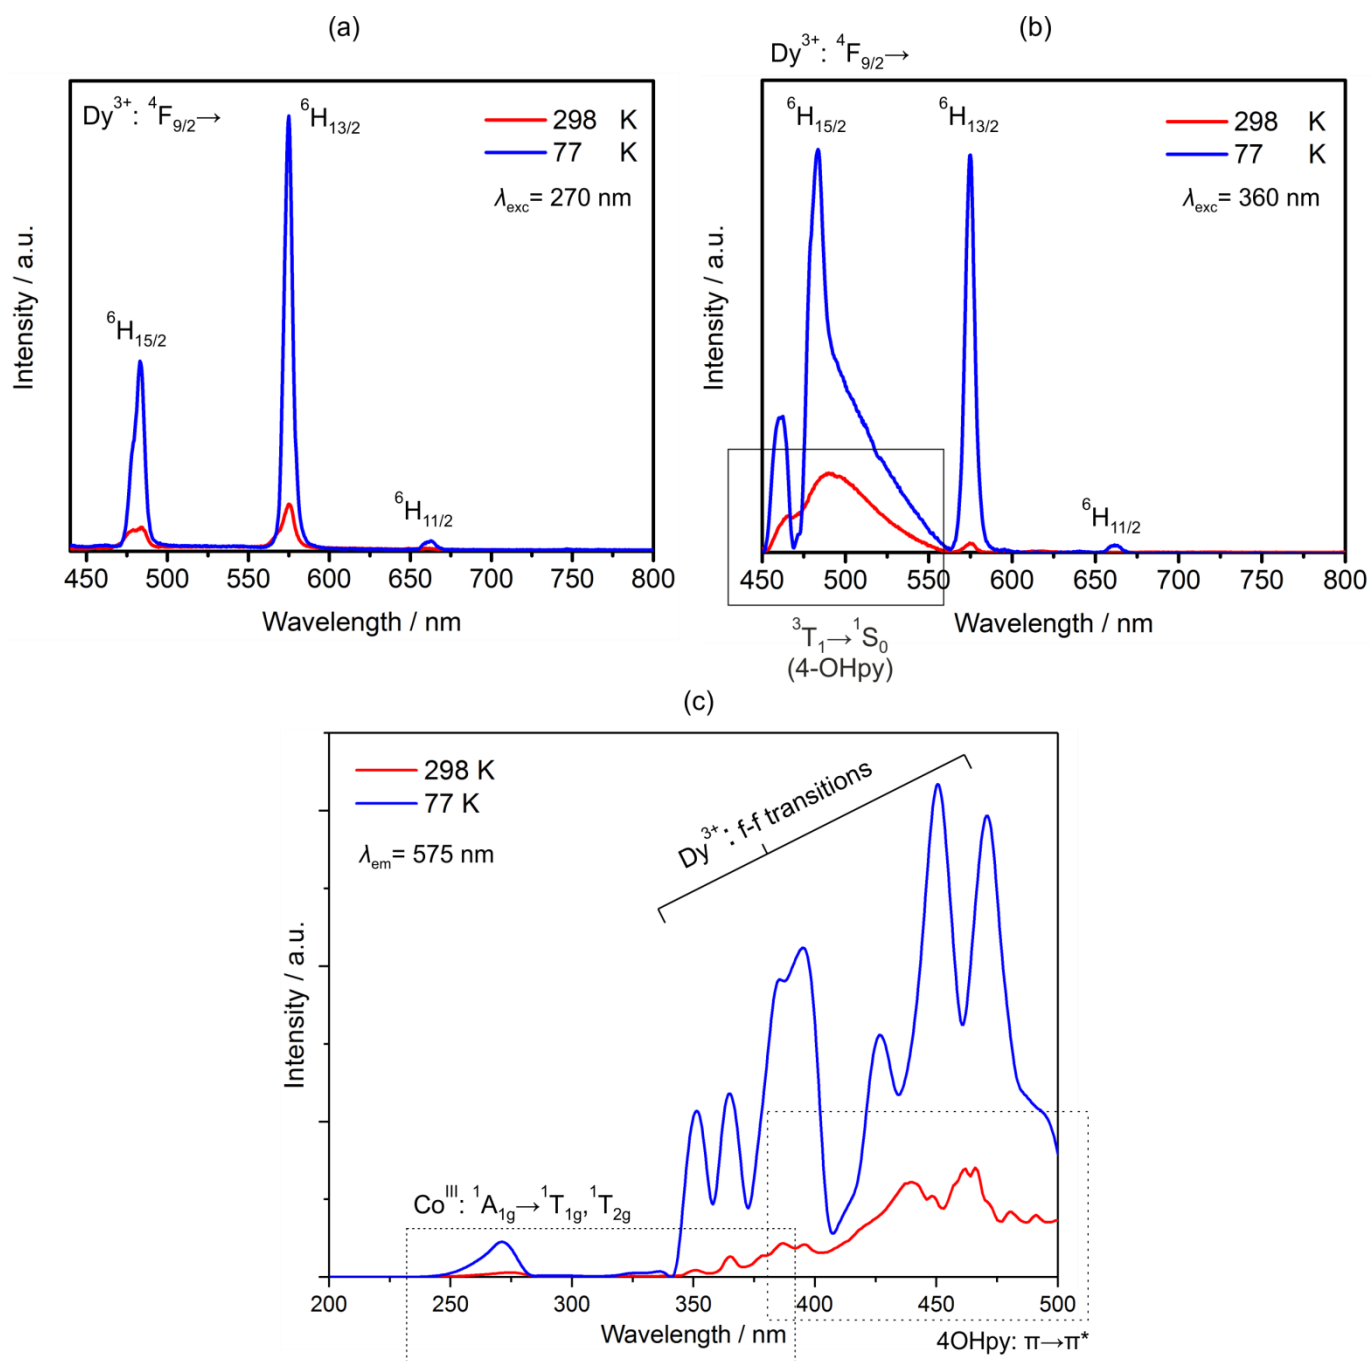 (a)
Dy³⁺: ⁴F₉/₂→
⁶H₁₃/₂
298 K
77 K
λexc= 270 nm
⁶H₁₅/₂
⁶H₁₁/₂
Intensity / a.u.
450 500 550 600 650 700 750 800
Wavelength / nm
(b)
Dy³⁺: ⁴F₉/₂→
⁶H₁₅/₂
⁶H₁₃/₂
298 K
77 K
λexc= 360 nm
⁶H₁₁/₂
Intensity / a.u.
450 500 550 600 650 700 750 800
Wavelength / nm
³T₁→¹S₀
(4-OHpy)
(c)
298 K
77 K
λem= 575 nm
Dy³⁺: f-f transitions
Intensity / a.u.
Coᴵᴵᴵ: ¹A₁g→¹T₁g,¹T₂g
200 250 300 350 400 450 500
Wavelength / nm
4OHpy: π→π*